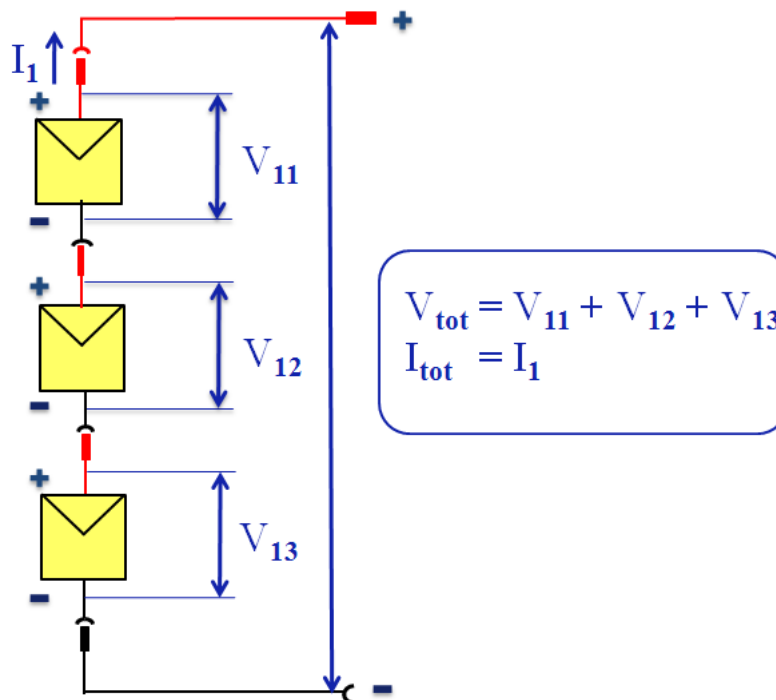 +
I1
+
V11
-
+
V12
-
+
V13
-
-
Vtot = V11 + V12 + V13
Itot = I1